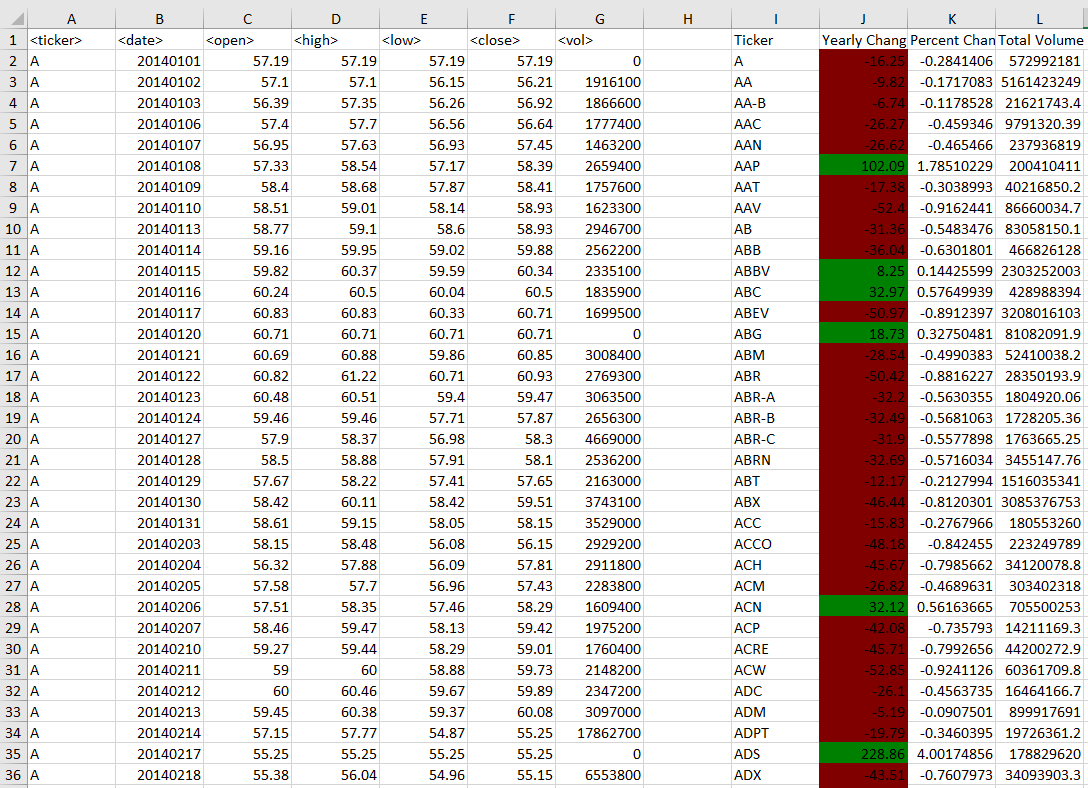 A B C D E F G H I J K L
1 <ticker> <date> <open> <high> <low> <close> <vol> Ticker Yearly Chang Percent Chan Total Volume
2 A 20140101 57.19 57.19 57.19 57.19 0 A -16.25 -0.2841406 572992181
3 A 20140102 57.1 57.1 56.15 56.21 1916100 AA -9.82 -0.1717083 5161423249
4 A 20140103 56.39 57.35 56.26 56.92 1866600 AA-B -6.74 -0.1178528 21621743.4
5 A 20140106 57.4 57.7 56.56 56.64 1777400 AAC -26.27 -0.459346 9791320.39
6 A 20140107 56.95 57.63 56.93 57.45 1463200 AAN -26.62 -0.465466 237936819
7 A 20140108 57.33 58.54 57.17 58.39 2659400 AAP 102.09 1.78510229 200410411
8 A 20140109 58.4 58.68 57.87 58.41 1757600 AAT -17.38 -0.3038993 40216850.2
9 A 20140110 58.51 59.01 58.14 58.93 1623300 AAV -52.4 -0.9162441 86660034.7
10 A 20140113 58.77 59.1 58.6 58.93 2946700 AB -31.36 -0.5483476 83058150.1
11 A 20140114 59.16 59.95 59.02 59.88 2562200 ABB -36.04 -0.6301801 466826128
12 A 20140115 59.82 60.37 59.59 60.34 2335100 ABBV 8.25 0.14425599 2303252003
13 A 20140116 60.24 60.5 60.04 60.5 1835900 ABC 32.97 0.57649939 428988394
14 A 20140117 60.83 60.83 60.33 60.71 1699500 ABEV -50.97 -0.8912397 3208016103
15 A 20140120 60.71 60.71 60.71 60.71 0 ABG 18.73 0.32750481 81082091.9
16 A 20140121 60.69 60.88 59.86 60.85 3008400 ABM -28.54 -0.4990383 52410038.2
17 A 20140122 60.82 61.22 60.71 60.93 2769300 ABR -50.42 -0.8816227 28350193.9
18 A 20140123 60.48 60.51 59.4 59.47 3063500 ABR-A -32.2 -0.5630355 1804920.06
19 A 20140124 59.46 59.46 57.71 57.87 2656300 ABR-B -32.49 -0.5681063 1728205.36
20 A 20140127 57.9 58.37 56.98 58.3 4669000 ABR-C -31.9 -0.5577898 1763665.25
21 A 20140128 58.5 58.88 57.91 58.1 2536200 ABRN -32.69 -0.5716034 3455147.76
22 A 20140129 57.67 58.22 57.41 57.65 2163000 ABT -12.17 -0.2127994 1516035341
23 A 20140130 58.42 60.11 58.42 59.51 3743100 ABX -46.44 -0.8120301 3085376753
24 A 20140131 58.61 59.15 58.05 58.15 3529000 ACC -15.83 -0.2767966 180553260
25 A 20140203 58.15 58.48 56.08 56.15 2929200 ACCO -48.18 -0.842455 223249789
26 A 20140204 56.32 57.88 56.09 57.81 2911800 ACH -45.67 -0.7985662 34120078.8
27 A 20140205 57.58 57.7 56.96 57.43 2283800 ACM -26.82 -0.4689631 303402318
28 A 20140206 57.51 58.35 57.46 58.29 1609400 ACN 32.12 0.56163665 705500253
29 A 20140207 58.46 59.47 58.13 59.42 1975200 ACP -42.08 -0.735793 14211169.3
30 A 20140210 59.27 59.44 58.29 59.01 1760400 ACRE -45.71 -0.7992656 44200272.9
31 A 20140211 59 60 58.88 59.73 2148200 ACW -52.85 -0.9241126 60361709.8
32 A 20140212 60 60.46 59.67 59.89 2347200 ADC -26.1 -0.4563735 16464166.7
33 A 20140213 59.45 60.38 59.37 60.08 3097000 ADM -5.19 -0.0907501 899917691
34 A 20140214 57.15 57.77 54.87 55.25 17862700 ADPT -19.79 -0.3460395 19726361.2
35 A 20140217 55.25 55.25 55.25 55.25 0 ADS 228.86 4.00174856 178829620
36 A 20140218 55.38 56.04 54.96 55.15 6553800 ADX -43.51 -0.7607973 34093903.3